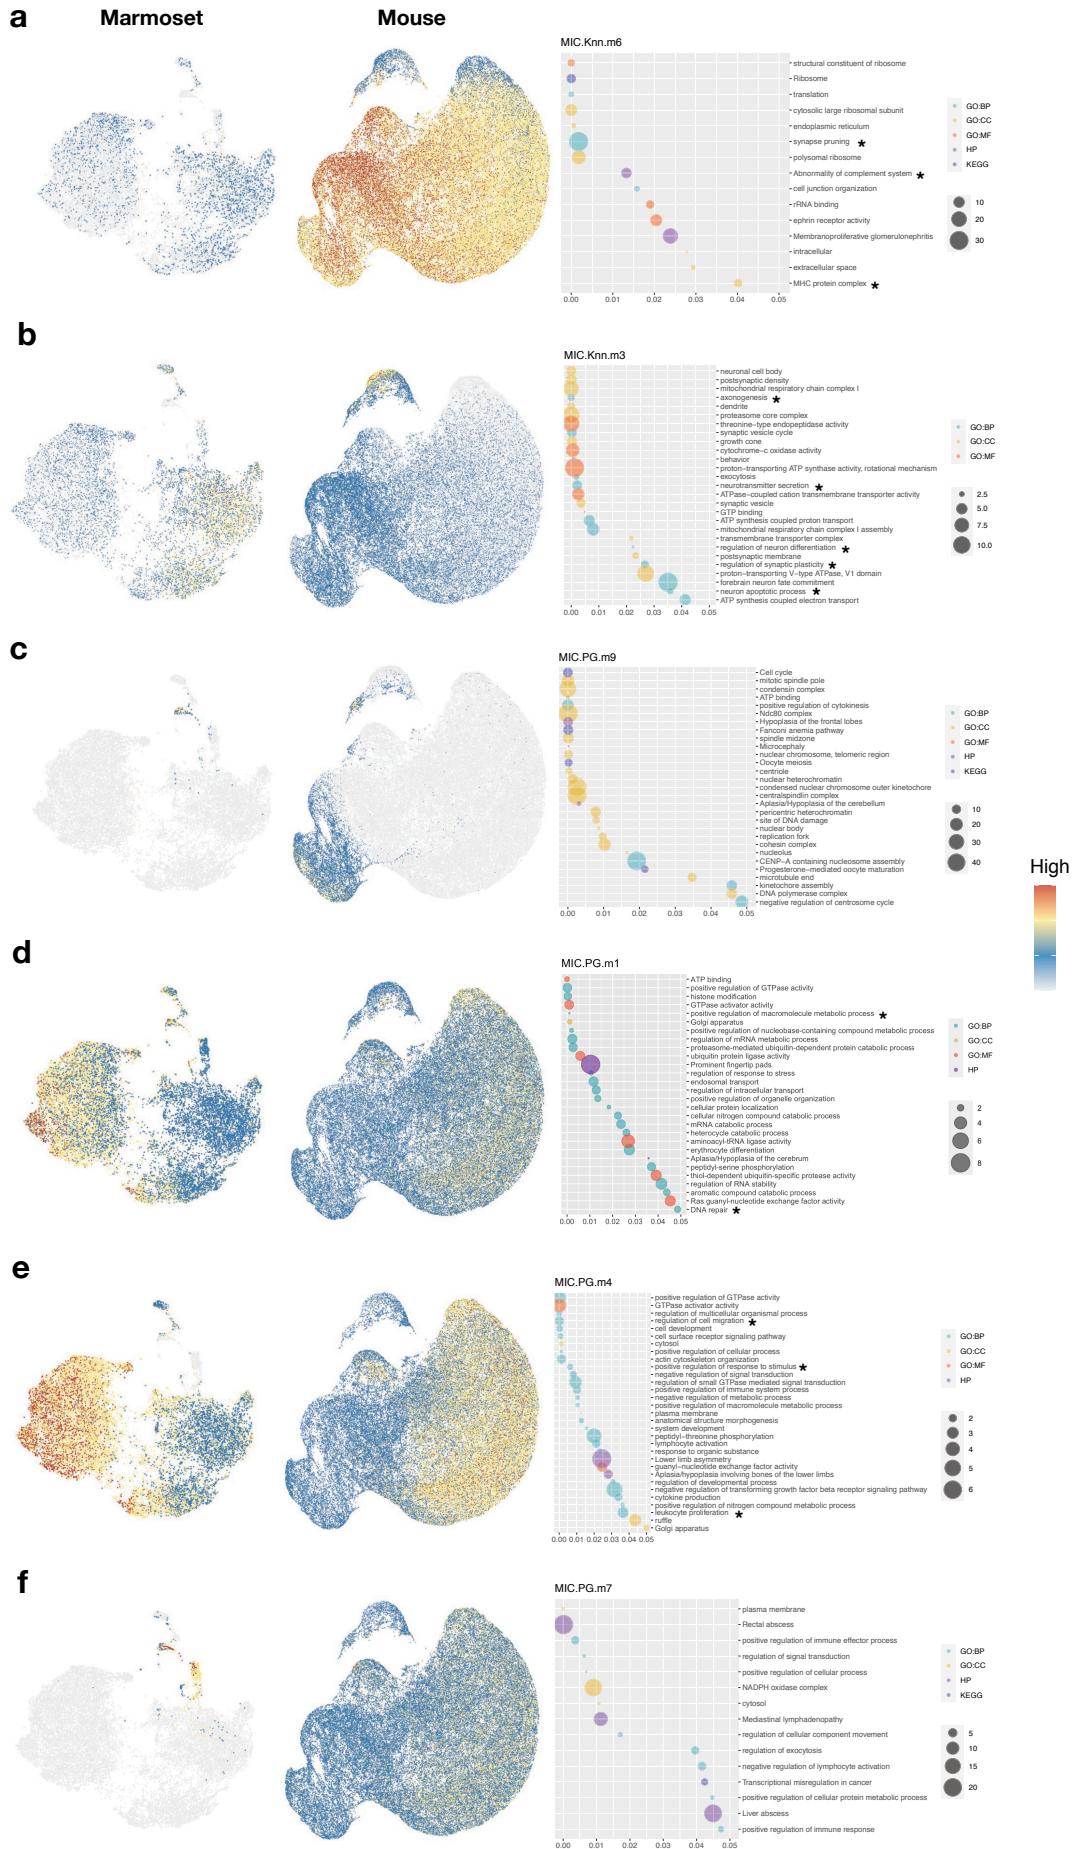 a
Marmoset
Mouse
MIC.Knn.m6
structural constituent of ribosome
Ribosome
translation
cytosolic large ribosomal subunit
endoplasmic reticulum
synapse pruning *
polysomal ribosome
Abnormality of complement system *
cell junction organization
rRNA binding
ephrin receptor activity
Membranoproliferative glomerulonephritis
intracellular
extracellular space
MHC protein complex *
0.00 0.01 0.02 0.03 0.04 0.05
GO:BP
GO:CC
GO:MF
HP
KEGG
10
20
30
b
MIC.Knn.m3
neuronal cell body
postsynaptic density
mitochondrial respiratory chain complex I
axonogenesis *
dendrite
proteasome core complex
threonine-type endopeptidase activity
synaptic vesicle cycle
growth cone
cytochrome-c oxidase activity
behavior
proton-transporting ATP synthase activity, rotational mechanism
exocytosis
neurotransmitter secretion *
ATPase-coupled cation transmembrane transporter activity
synaptic vesicle
GTP binding
ATP synthesis coupled proton transport
mitochondrial respiratory chain complex I assembly
transmembrane transporter complex
regulation of neuron differentiation *
postsynaptic membrane
regulation of synaptic plasticity *
proton-transporting V-type ATPase, V1 domain
forebrain neuron fate commitment
neuron apoptotic process *
ATP synthesis coupled electron transport
0.00 0.01 0.02 0.03 0.04 0.05
GO:BP
GO:CC
GO:MF
2.5
5.0
7.5
10.0
c
MIC.PG.m9
Cell cycle
mitotic spindle pole
condensin complex
ATP binding
positive regulation of cytokinesis
Ndc80 complex
Hypoplasia of the frontal lobes
Fanconi anemia pathway
spindle midzone
Microcephaly
nuclear chromosome, telomeric region
Oocyte meiosis
centriole
nuclear heterochromatin
condensed nuclear chromosome outer kinetochore
centralspindlin complex
Aplasia/Hypoplasia of the cerebellum
pericentric heterochromatin
site of DNA damage
nuclear body
replication fork
cohesin complex
nucleolus
CENP-A containing nucleosome assembly
Progesterone-mediated oocyte maturation
microtubule end
kinetochore assembly
DNA polymerase complex
negative regulation of centrosome cycle
0.00 0.01 0.02 0.03 0.04 0.05
GO:BP
GO:CC
GO:MF
HP
KEGG
10
20
30
40
High
d
MIC.PG.m1
ATP binding
positive regulation of GTPase activity
histone modification
GTPase activator activity
positive regulation of macromolecule metabolic process *
Golgi apparatus
positive regulation of nucleobase-containing compound metabolic process
regulation of mRNA metabolic process
proteasome-mediated ubiquitin-dependent protein catabolic process
ubiquitin protein ligase activity
Prominent fingertip pads
regulation of response to stress
endosomal transport
regulation of intracellular transport
positive regulation of organelle organization
cellular protein localization
cellular nitrogen compound catabolic process
mRNA catabolic process
heterocycle catabolic process
aminoacyl-tRNA ligase activity
erythrocyte differentiation
Aplasia/Hypoplasia of the cerebrum
peptidyl-serine phosphorylation
thiol-dependent ubiquitin-specific protease activity
regulation of RNA stability
aromatic compound catabolic process
Ras guanyl-nucleotide exchange factor activity
DNA repair *
0.00 0.01 0.02 0.03 0.04 0.05
GO:BP
GO:CC
GO:MF
HP
2
4
6
8
e
MIC.PG.m4
positive regulation of GTPase activity
GTPase activator activity
regulation of multicellular organismal process
regulation of cell migration *
cell development
cell surface receptor signaling pathway
cytosol
positive regulation of cellular process
actin cytoskeleton organization
positive regulation of response to stimulus *
negative regulation of signal transduction
regulation of small GTPase mediated signal transduction
positive regulation of immune system process
negative regulation of metabolic process
positive regulation of macromolecule metabolic process
plasma membrane
anatomical structure morphogenesis
system development
peptidyl-threonine phosphorylation
lymphocyte activation
response to organic substance
Lower limb asymmetry
guanyl-nucleotide exchange factor activity
Aplasia/hypoplasia involving bones of the lower limbs
regulation of developmental process
negative regulation of transforming growth factor beta receptor signaling pathway
cytokine production
positive regulation of nitrogen compound metabolic process
leukocyte proliferation *
ruffle
Golgi apparatus
0.00 0.01 0.02 0.03 0.04 0.05
GO:BP
GO:CC
GO:MF
HP
2
3
4
5
6
f
MIC.PG.m7
plasma membrane
Rectal abscess
positive regulation of immune effector process
regulation of signal transduction
positive regulation of cellular process
NADPH oxidase complex
cytosol
Mediastinal lymphadenopathy
regulation of cellular component movement
regulation of exocytosis
negative regulation of lymphocyte activation
Transcriptional misregulation in cancer
positive regulation of cellular protein metabolic process
Liver abscess
positive regulation of immune response
0.00 0.01 0.02 0.03 0.04 0.05
GO:BP
GO:CC
HP
KEGG
5
10
15
20